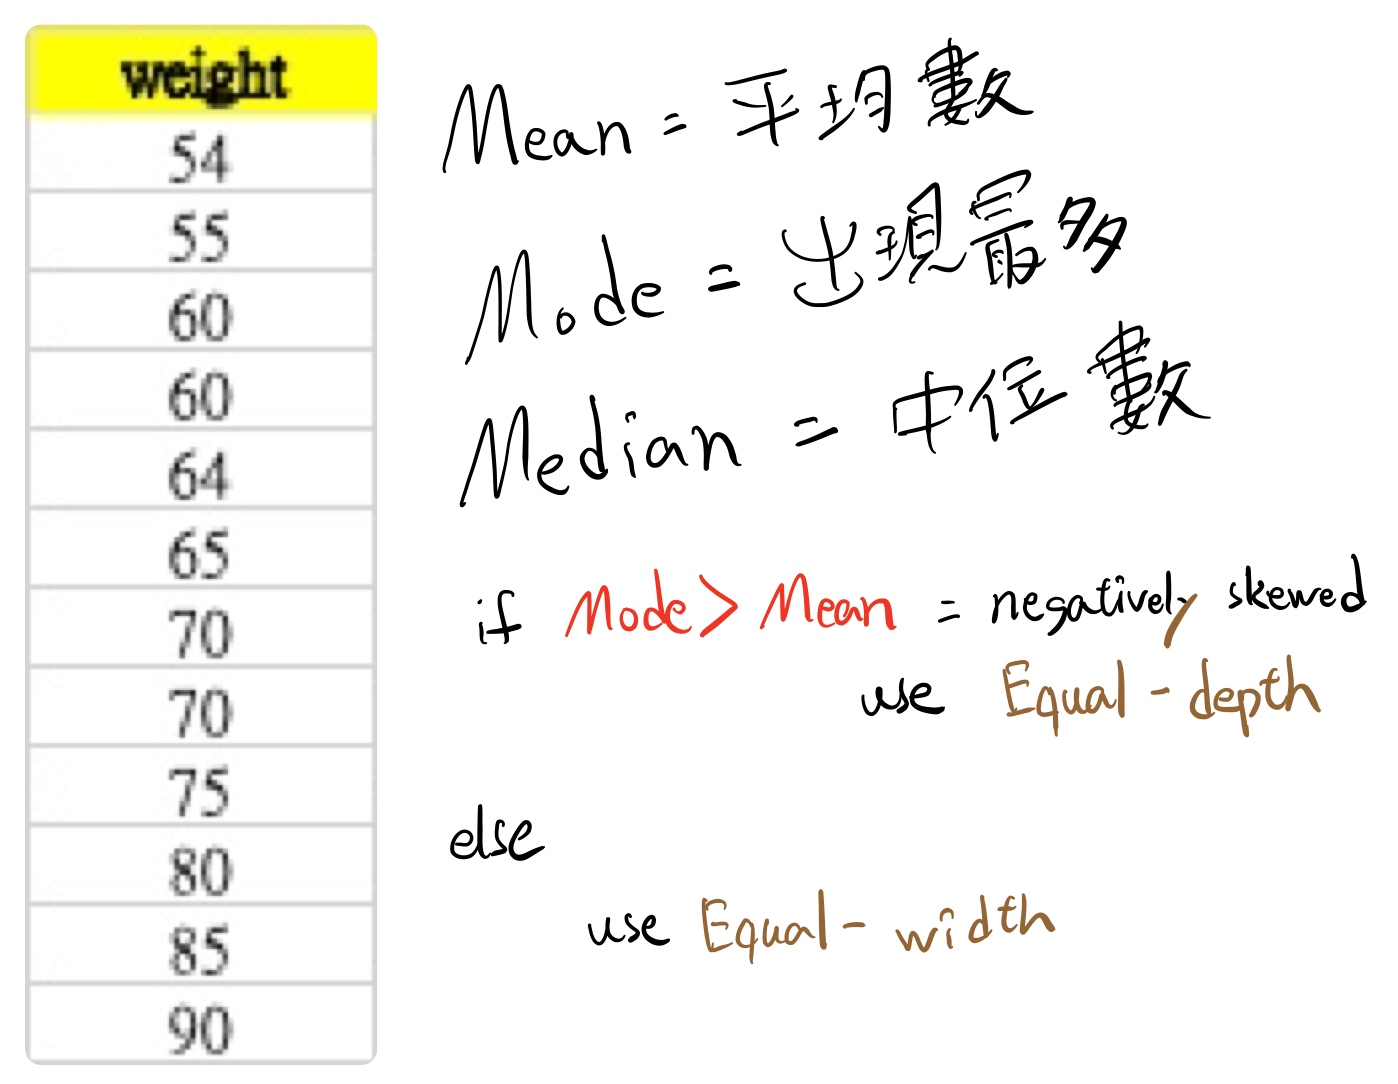 weight
54
55
60
60
64
65
70
70
75
80
85
90
Mean = 平均數
Mode = 出現最多
Median = 中位數
if Mode > Mean = negatively skewed
use Equal-depth
else
use Equal-width